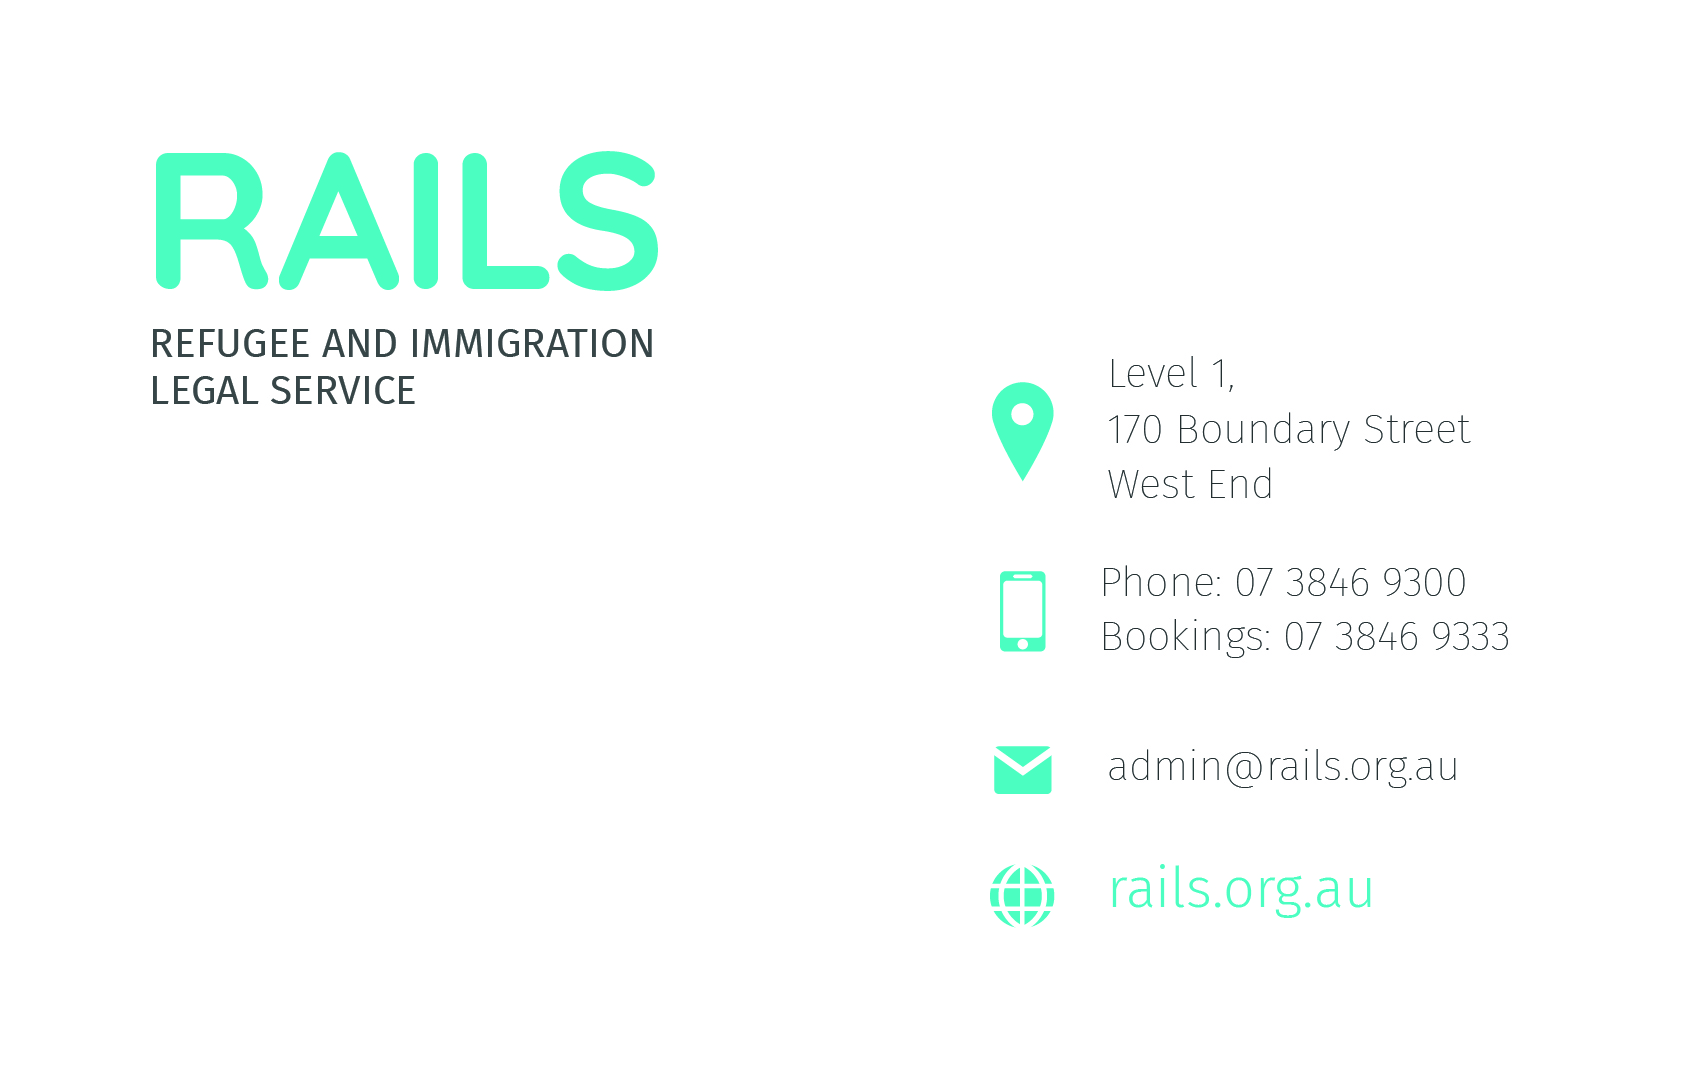 RAILS
REFUGEE AND IMMIGRATION
LEGAL SERVICE
Level 1,
170 Boundary Street
West End
Phone: 07 3846 9300
Bookings: 07 3846 9333
admin@rails.org.au
rails.org.au